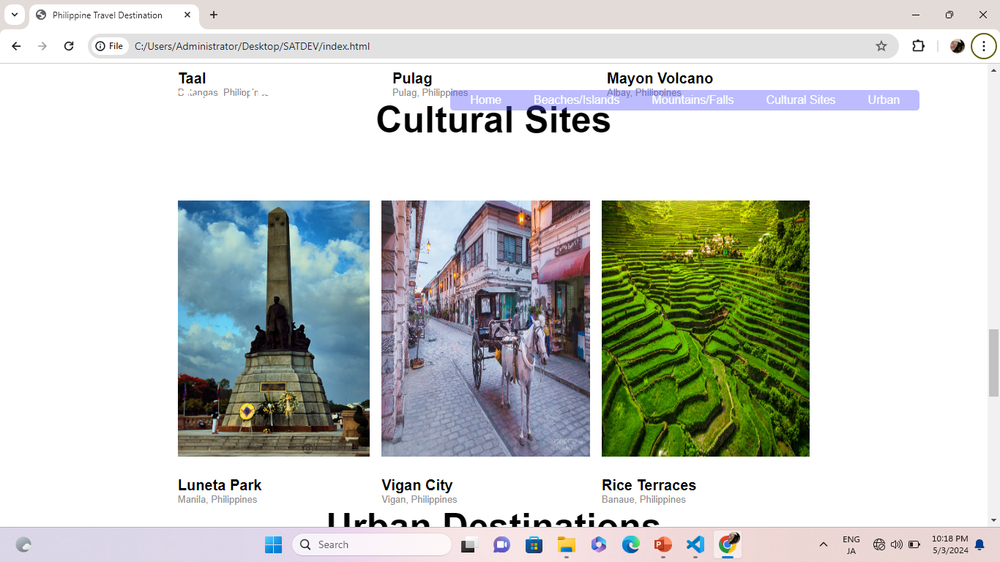 Philippine Travel Destination
File
C:/Users/Administrator/Desktop/SATDEV/index.html
Taal Pulag Mayon Volcano
Batangas, Philippines Pulag, Philippines Albay, Philippines
Home Beaches/Islands Mountains/Falls Cultural Sites Urban
Cultural Sites
Luneta Park Vigan City Rice Terraces
Manila, Philippines Vigan, Philippines Banaue, Philippines
Urban Destinations
Search
ENG
JA
10:18 PM
5/3/2024